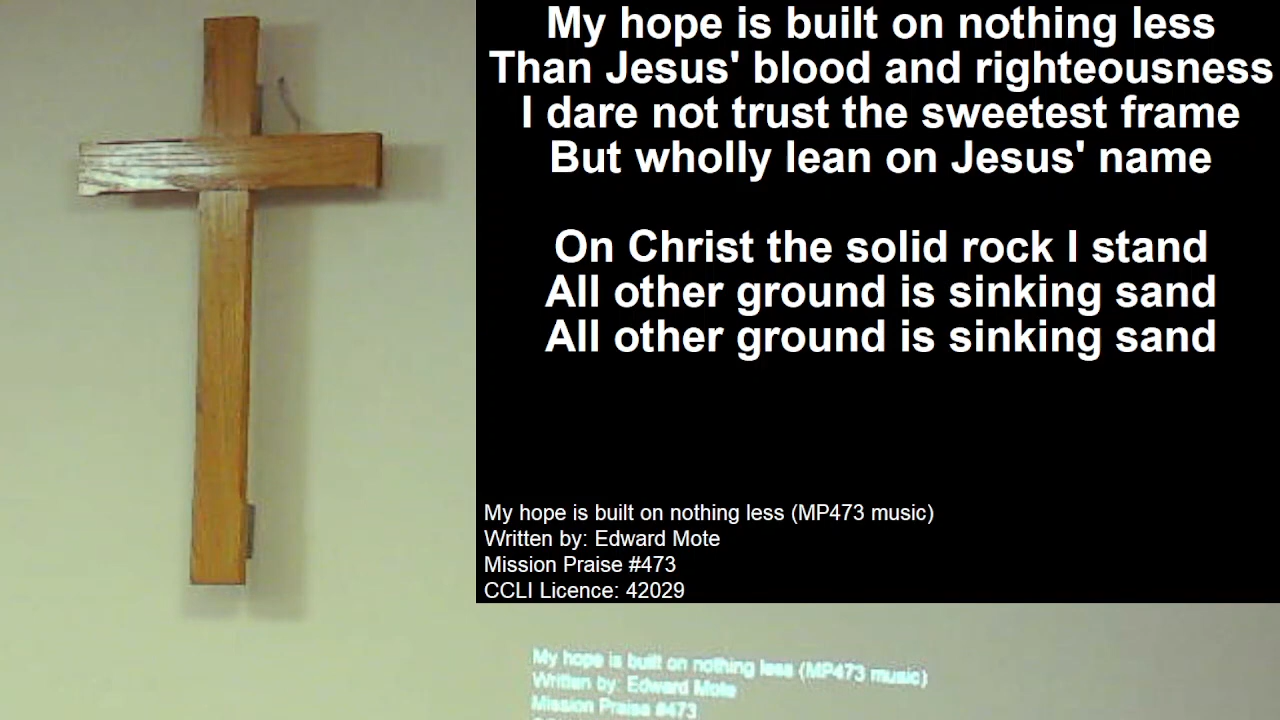 My hope is built on nothing less
Than Jesus' blood and righteousness
I dare not trust the sweetest frame
But wholly lean on Jesus' name
On Christ the solid rock I stand
All other ground is sinking sand
All other ground is sinking sand
My hope is built on nothing less (MP473 music)
Written by: Edward Mote
Mission Praise #473
CCLI Licence: 42029
My hope is built on nothing less (MP473 music)
Written by: Edward Mote
Mission Praise #473